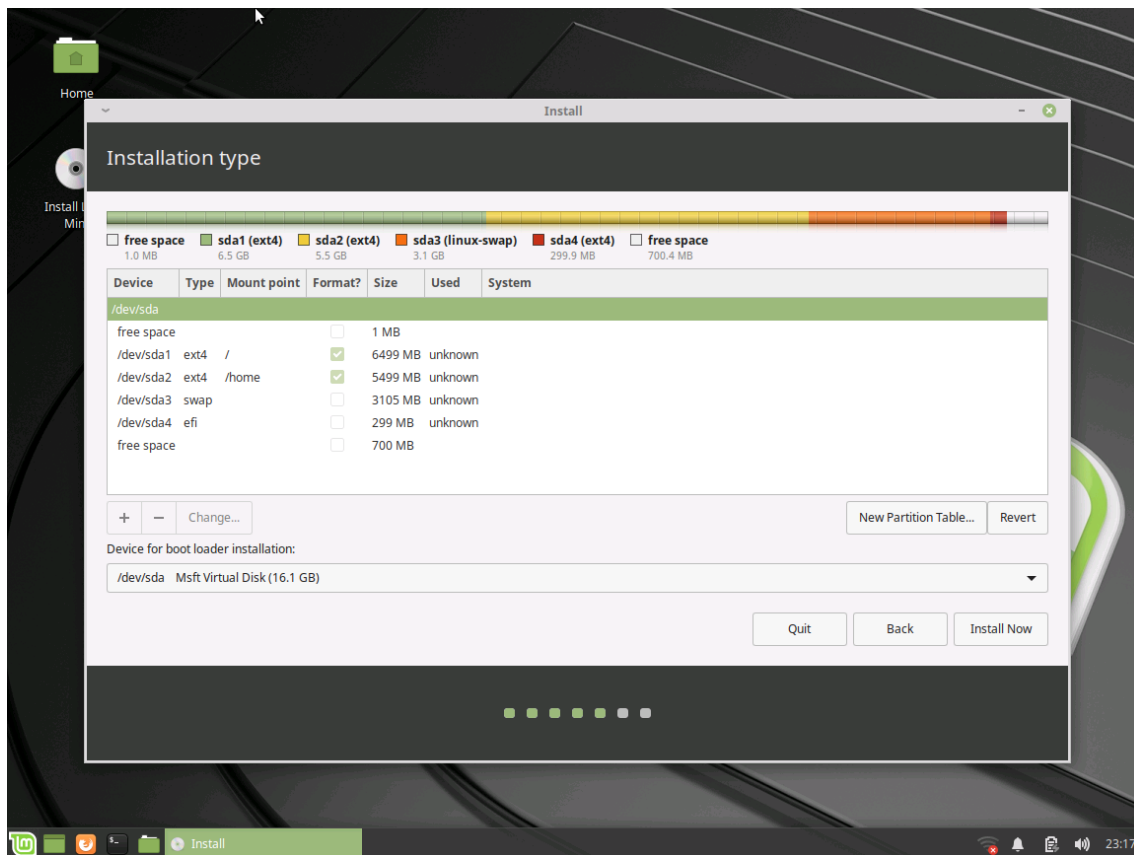 Home
Install L
Min
Install
Installation type
free space sda1 (ext4) sda2 (ext4) sda3 (linux-swap) sda4 (ext4) free space
1.0 MB 6.5 GB 5.5 GB 3.1 GB 299.9 MB 700.4 MB
Device Type Mount point Format? Size Used System
/dev/sda
free space 1 MB
/dev/sda1 ext4 / 6499 MB unknown
/dev/sda2 ext4 /home 5499 MB unknown
/dev/sda3 swap 3105 MB unknown
/dev/sda4 efi 299 MB unknown
free space 700 MB
+ − Change... New Partition Table... Revert
Device for boot loader installation:
/dev/sda Msft Virtual Disk (16.1 GB)
Quit Back Install Now
Install 23:17